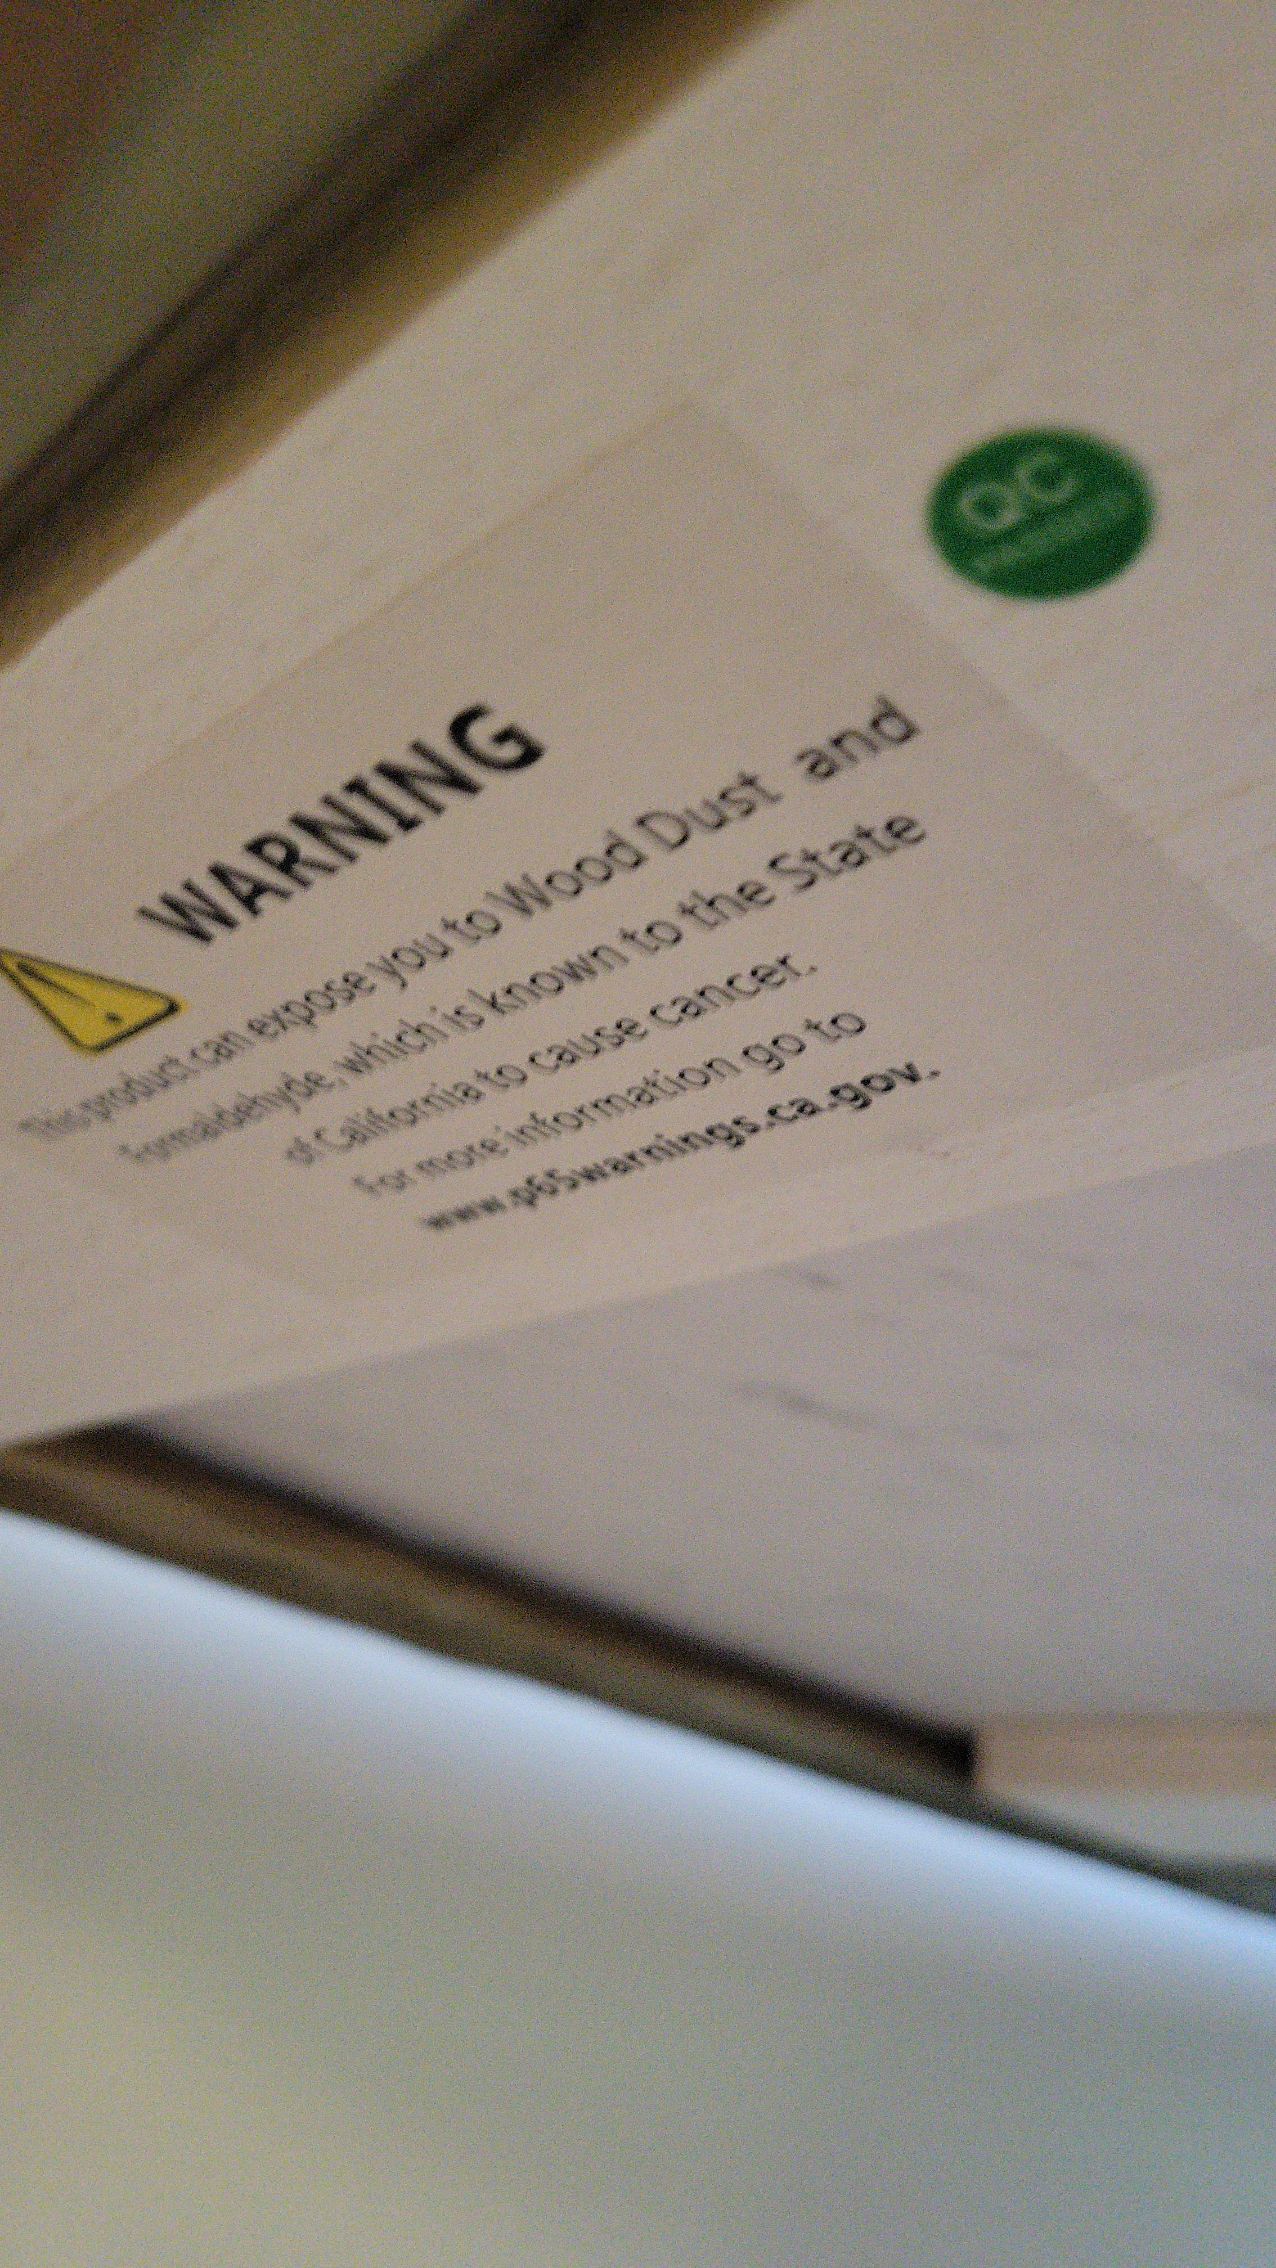 WARNING
This product can expose you to Wood Dust and
Formaldehyde, which is known to the State
of California to cause cancer.
For more information go to
www.p65warnings.ca.gov.
QC